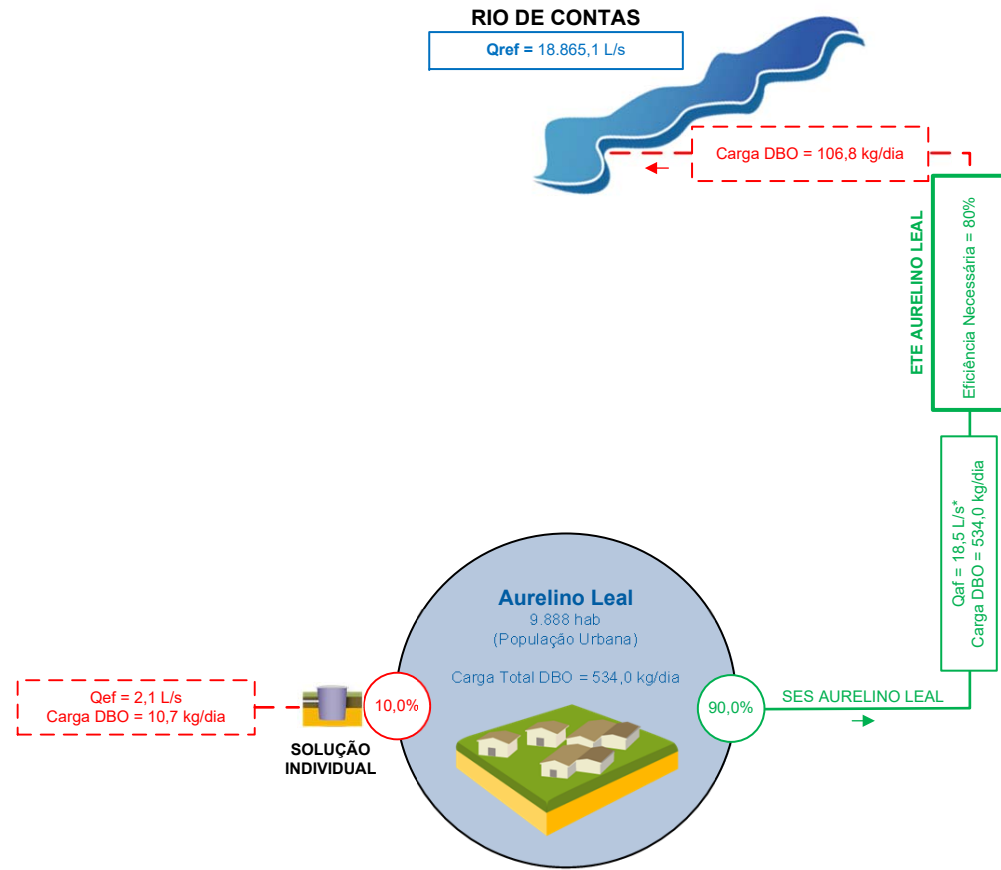 RIO DE CONTAS
Qref = 18.865,1 L/s
Carga DBO = 106,8 kg/dia
ETE AURELINO LEAL
Eficiência Necessária = 80%
Qaf = 18,5 L/s*
Carga DBO = 534,0 kg/dia
Aurelino Leal
9.888 hab
(População Urbana)
Carga Total DBO = 534,0 kg/dia
Qef = 2,1 L/s
Carga DBO = 10,7 kg/dia
10,0%
90,0%
SES AURELINO LEAL
SOLUÇÃO
INDIVIDUAL